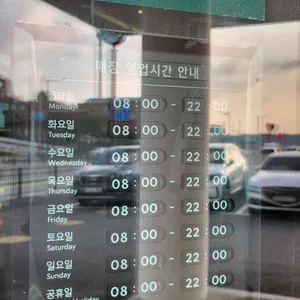 매장 영업시간 안내
월요일 08 : 00 - 22 : 00
Monday
화요일 08 : 00 - 22 : 00
Tuesday
수요일 08 : 00 - 22 : 00
Wednesday
목요일 08 : 00 - 22 : 00
Thursday
금요일 08 : 00 - 22 : 00
Friday
토요일 08 : 00 - 22 : 00
Saturday
일요일 08 : 00 - 22 : 00
Sunday
공휴일 08 : 00 - 22 : 00